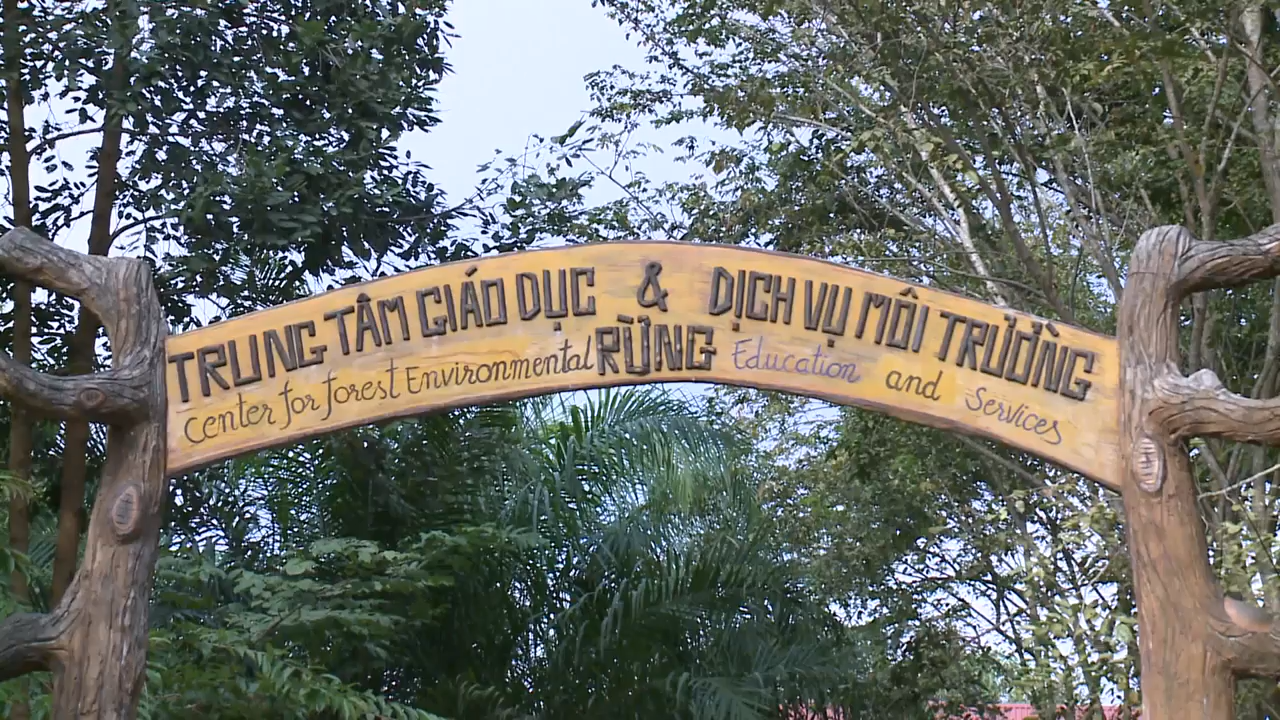 TRUNG TÂM GIÁO DỤC & DỊCH VỤ MÔI TRƯỜNG
RỪNG
Center for forest Environmental Education and Services